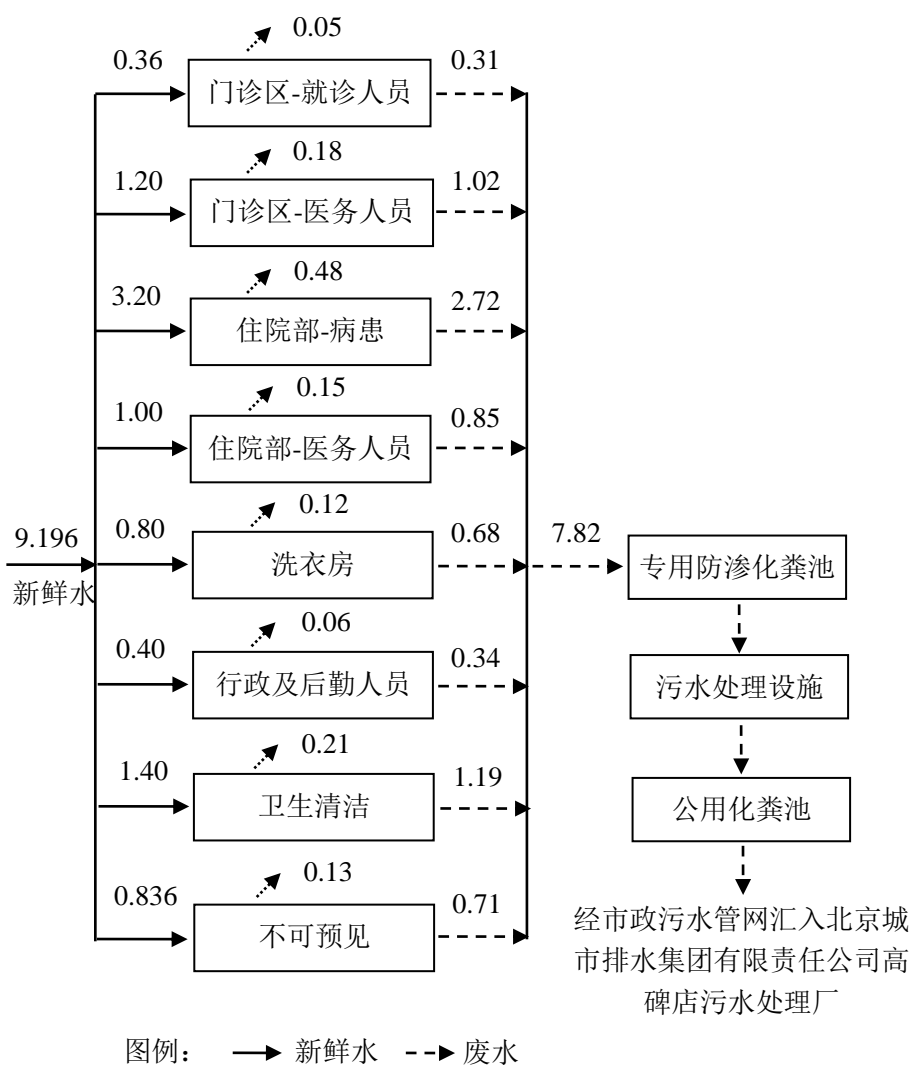 0.05
0.36
0.31
门诊区-就诊人员
0.18
1.20
1.02
门诊区-医务人员
0.48
3.20
2.72
住院部-病患
0.15
1.00
0.85
住院部-医务人员
0.12
9.196
0.80
0.68
7.82
洗衣房
专用防渗化粪池
新鲜水
0.06
0.40
0.34
行政及后勤人员
污水处理设施
0.21
1.40
1.19
卫生清洁
公用化粪池
0.13
0.836
0.71
不可预见
经市政污水管网汇入北京城
市排水集团有限责任公司高
碑店污水处理厂
图例： 新鲜水 废水